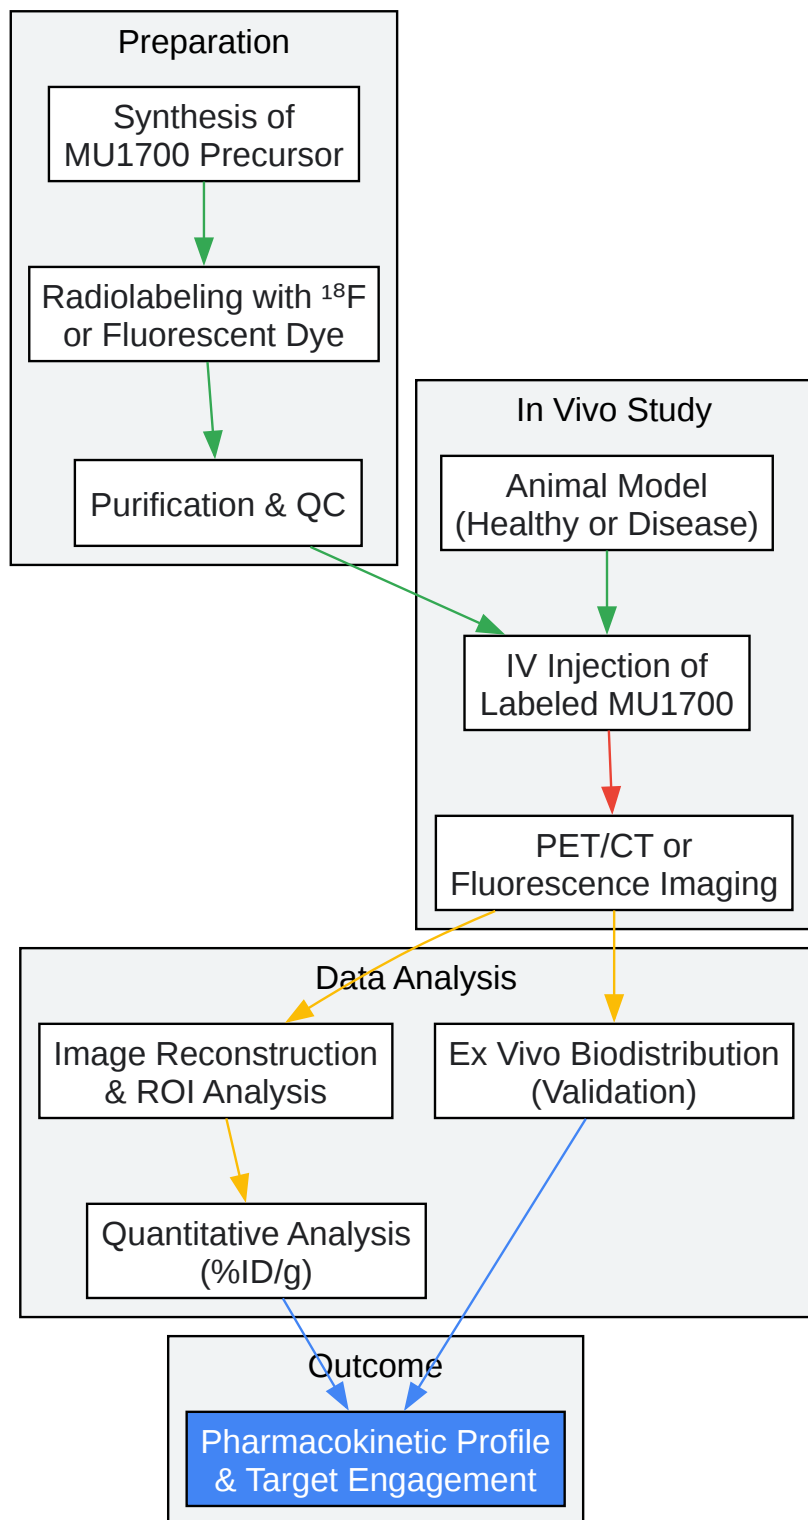 Preparation
Synthesis of
MU1700 Precursor
Radiolabeling with ¹⁸F
or Fluorescent Dye
Purification & QC
In Vivo Study
Animal Model
(Healthy or Disease)
IV Injection of
Labeled MU1700
PET/CT or
Fluorescence Imaging
Data Analysis
Image Reconstruction
& ROI Analysis
Ex Vivo Biodistribution
(Validation)
Quantitative Analysis
(%ID/g)
Outcome
Pharmacokinetic Profile
& Target Engagement